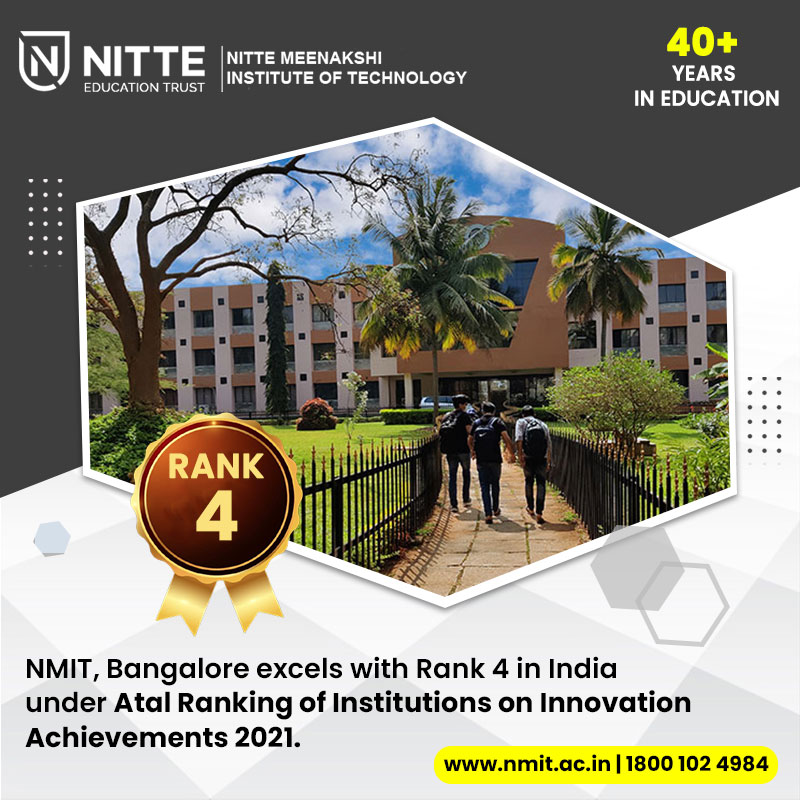 N NITTE
EDUCATION TRUST
NITTE MEENAKSHI
INSTITUTE OF TECHNOLOGY
40+
YEARS
IN EDUCATION
RANK
4
NMIT, Bangalore excels with Rank 4 in India
under Atal Ranking of Institutions on Innovation
Achievements 2021.
www.nmit.ac.in | 1800 102 4984